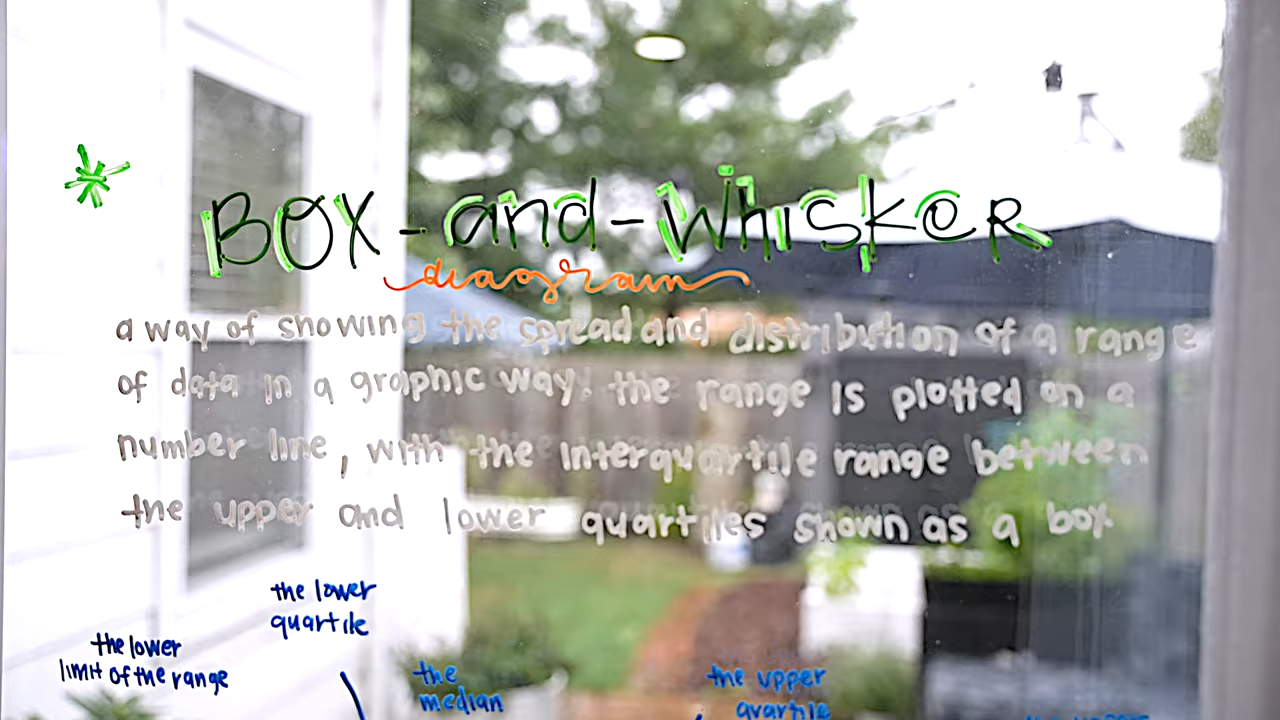 * BOX-and-WhiskeR
diagram
a way of showing the spread and distribution of a range
of data in a graphic way. the range is plotted on a
number line, with the interquartile range between
the upper and lower quartiles shown as a box.
the lower
quartile
the lower
limit of the range
the
median
the upper
quartile